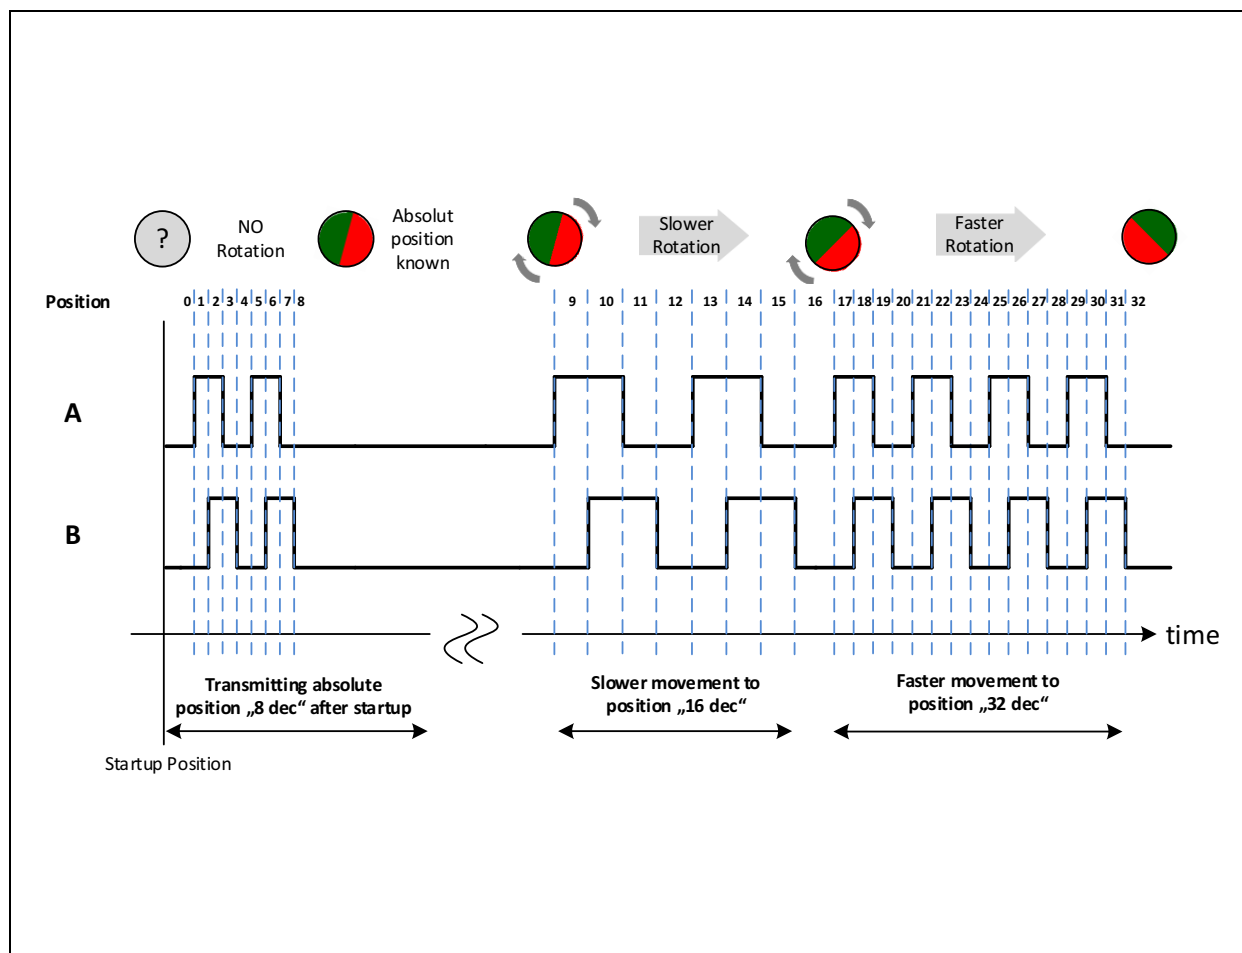 ?
NO
Rotation
Absolut
position
known
Slower
Rotation
Faster
Rotation
Position 0 1 2 3 4 5 6 7 8 9 10 11 12 13 14 15 16 17 18 19 20 21 22 23 24 25 26 27 28 29 30 31 32
A
B
time
Transmitting absolute
position „8 dec“ after startup
Slower movement to
position „16 dec“
Faster movement to
position „32 dec“
Startup Position